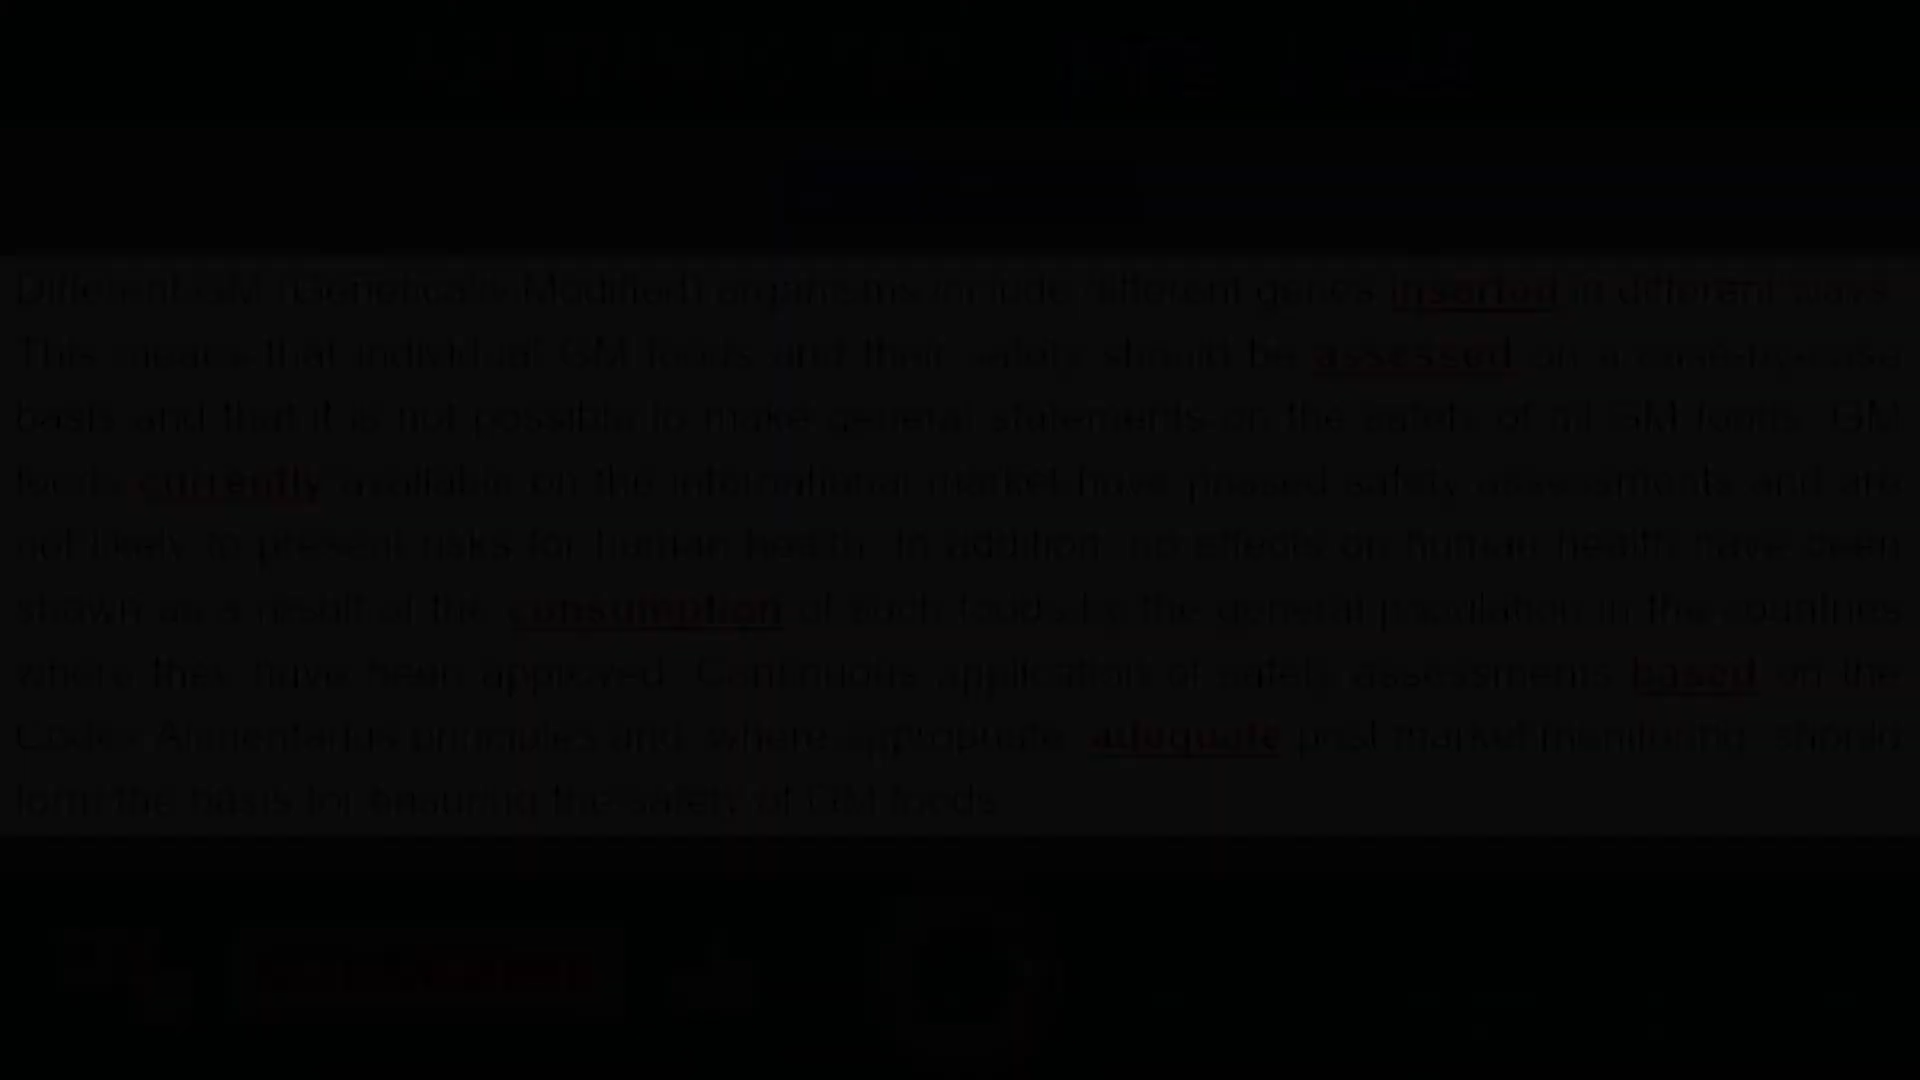 Different GM (Genetically Modified) organisms include different genes inserted in different ways.
This means that individual GM foods and their safety should be assessed on a case-by-case
basis and that it is not possible to make general statements on the safety of all GM foods. GM
foods currently available on the international market have passed safety assessments and are
not likely to present risks for human health. In addition, no effects on human health have been
shown as a result of the consumption of such foods by the general population in the countries
where they have been approved. Continuous application of safety assessments based on the
Codex Alimentarius principles and, where appropriate, adequate post market monitoring, should
form the basis for ensuring the safety of GM foods.